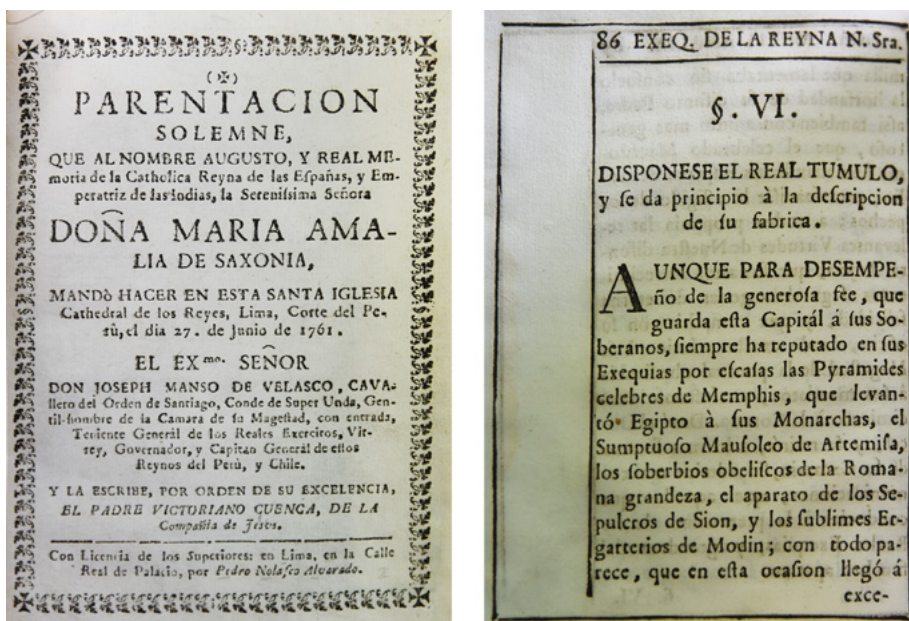 (✠)
PARENTACION
SOLEMNE,
QUE AL NOMBRE AUGUSTO, Y REAL ME-
moria de la Catholica Reyna de las Españas, y Em-
peratriz de las Indias, la Serenissima Señora
DOÑA MARIA AMA-
LIA DE SAXONIA,
MANDÒ HACER EN ESTA SANTA IGLESIA
Cathedral de los Reyes, Lima, Corte del Pe-
rù, el dia 27. de Junio de 1761.
EL EXmo. SEÑOR
DON JOSEPH MANSO DE VELASCO, CAVA-
llero del Orden de Santiago, Conde de Super Unda, Gen-
til-hombre de la Camara de su Magestad, con entrada,
Teniente General de los Reales Exercitos, Vir-
rey, Governador, y Capitan General de estos
Reynos del Perù, y Chile.
Y LA ESCRIBE, POR ORDEN DE SU EXCELENCIA,
EL PADRE VICTORIANO CUENCA, DE LA
Compañia de Jesus.
Con Licencia de los Superiores: en Lima, en la Calle
Real de Palacio, por Pedro Nolasco Alvarado.
86 EXEQ. DE LA REYNA N. Sra.
§. VI.
DISPONESE EL REAL TUMULO,
y se da principio à la descripcion
de su fabrica.
AUNQUE PARA DESEMPE-
ño de la generosa fee, que
guarda esta Capitál á sus So-
beranos, siempre ha reputado en sus
Exequias por escasas las Pyramides
celebres de Memphis, que levan-
tó Egipto à sus Monarchas, el
Sumptuoso Mausoleo de Artemisa,
los soberbios obeliscos de la Roma-
na grandeza, el aparato de los Se-
pulcros de Sion, y los sublimes Er-
garterios de Modin; con todo pa-
rece, que en esta ocasion llegó á
exce-